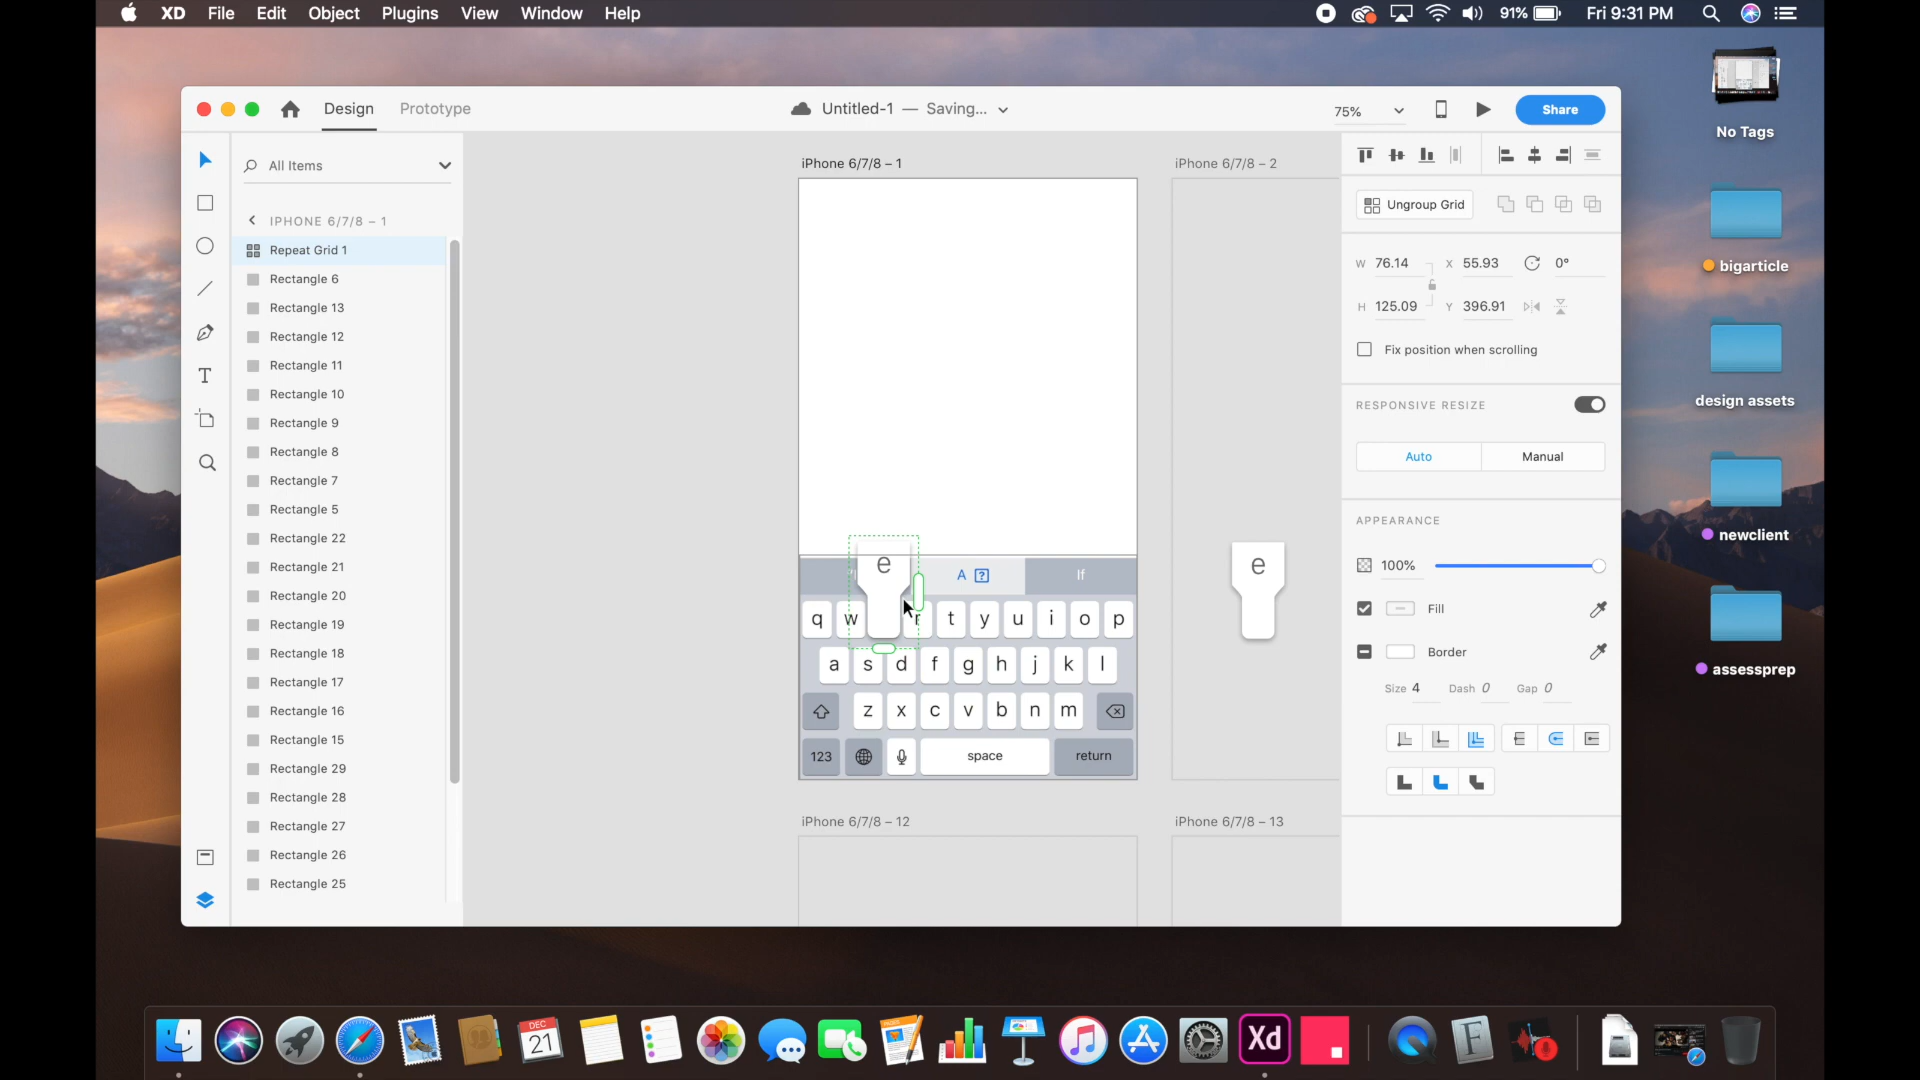 XD File Edit Object Plugins View Window Help
91% Fri 9:31 PM
Design Prototype
Untitled-1 — Saving...
75%
Share
All Items
IPHONE 6/7/8 – 1
Repeat Grid 1
Rectangle 6
Rectangle 13
Rectangle 12
Rectangle 11
Rectangle 10
Rectangle 9
Rectangle 8
Rectangle 7
Rectangle 5
Rectangle 22
Rectangle 21
Rectangle 20
Rectangle 19
Rectangle 18
Rectangle 17
Rectangle 16
Rectangle 15
Rectangle 29
Rectangle 28
Rectangle 27
Rectangle 26
Rectangle 25
iPhone 6/7/8 – 1
iPhone 6/7/8 – 2
e
e
A ?
If
q w r t y u i o p
a s d f g h j k l
z x c v b n m
123 space return
iPhone 6/7/8 – 12
iPhone 6/7/8 – 13
Ungroup Grid
W 76.14 X 55.93 0°
H 125.09 Y 396.91
Fix position when scrolling
RESPONSIVE RESIZE
Auto Manual
APPEARANCE
100%
Fill
Border
Size 4 Dash 0 Gap 0
No Tags
bigarticle
design assets
newclient
assessprep
DEC
21
Xd
F